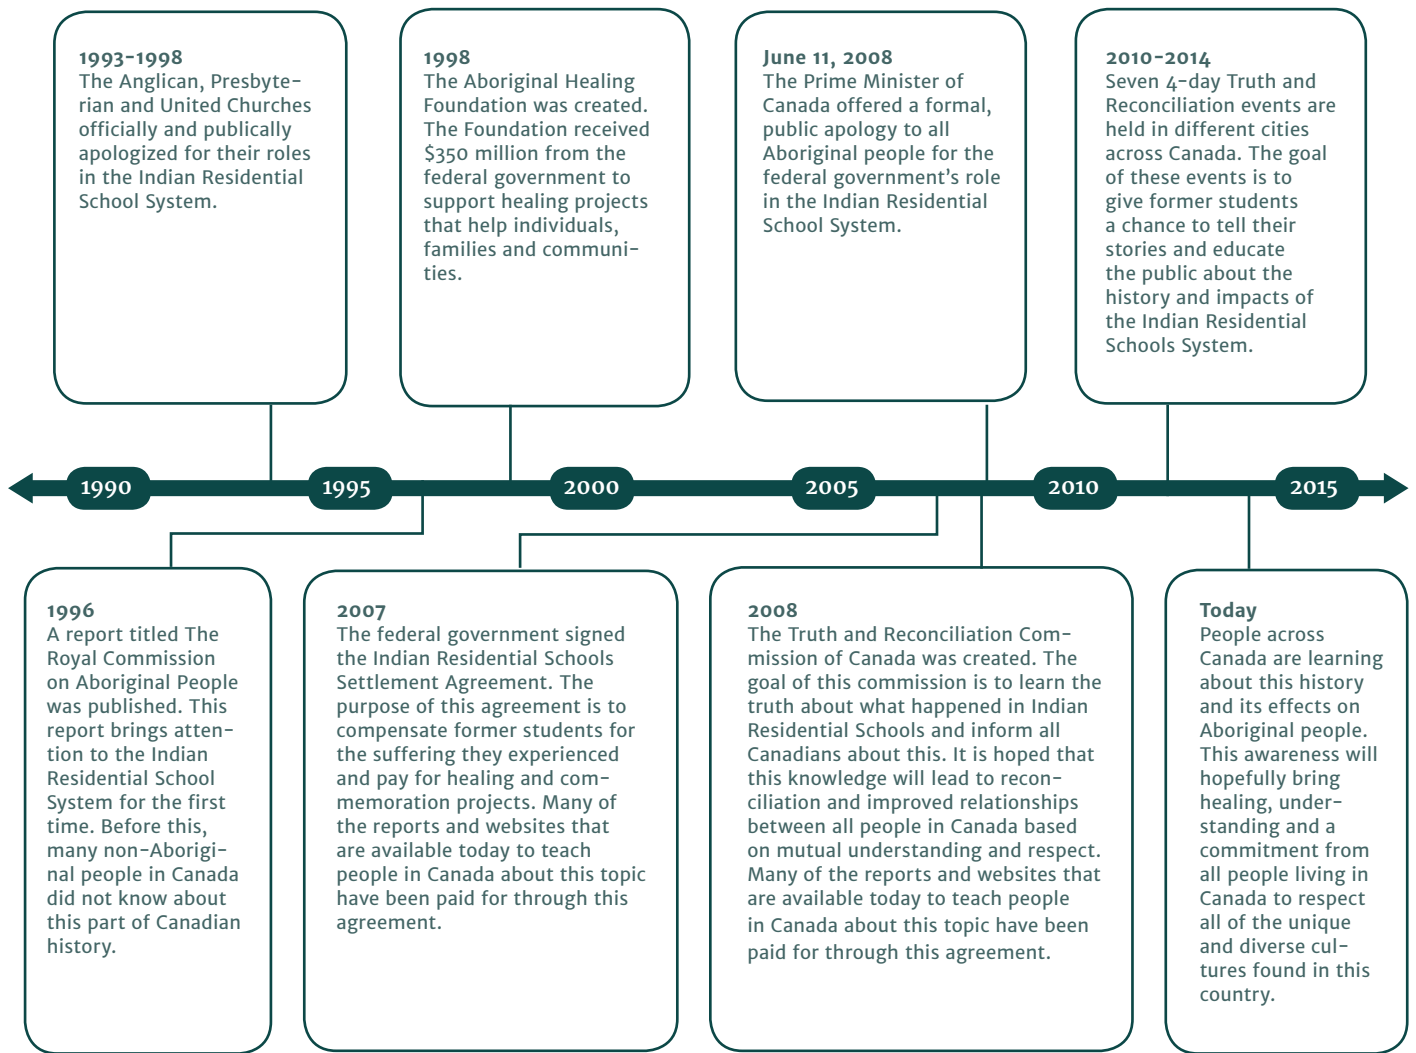 1993-1998
The Anglican, Presbyte-
rian and United Churches
officially and publically
apologized for their roles
in the Indian Residential
School System.
1998
The Aboriginal Healing
Foundation was created.
The Foundation received
$350 million from the
federal government to
support healing projects
that help individuals,
families and communi-
ties.
June 11, 2008
The Prime Minister of
Canada offered a formal,
public apology to all
Aboriginal people for the
federal government's role
in the Indian Residential
School System.
2010-2014
Seven 4-day Truth and
Reconciliation events are
held in different cities
across Canada. The goal
of these events is to
give former students
a chance to tell their
stories and educate
the public about the
history and impacts of
the Indian Residential
Schools System.
1990 1995 2000 2005 2010 2015
1996
A report titled The
Royal Commission
on Aboriginal People
was published. This
report brings atten-
tion to the Indian
Residential School
System for the first
time. Before this,
many non-Aborigi-
nal people in Canada
did not know about
this part of Canadian
history.
2007
The federal government signed
the Indian Residential Schools
Settlement Agreement. The
purpose of this agreement is to
compensate former students for
the suffering they experienced
and pay for healing and com-
memoration projects. Many of
the reports and websites that
are available today to teach
people in Canada about this topic
have been paid for through this
agreement.
2008
The Truth and Reconciliation Com-
mission of Canada was created. The
goal of this commission is to learn the
truth about what happened in Indian
Residential Schools and inform all
Canadians about this. It is hoped that
this knowledge will lead to recon-
ciliation and improved relationships
between all people in Canada based
on mutual understanding and respect.
Many of the reports and websites that
are available today to teach people
in Canada about this topic have been
paid for through this agreement.
Today
People across
Canada are learning
about this history
and its effects on
Aboriginal people.
This awareness will
hopefully bring
healing, under-
standing and a
commitment from
all people living in
Canada to respect
all of the unique
and diverse cul-
tures found in this
country.